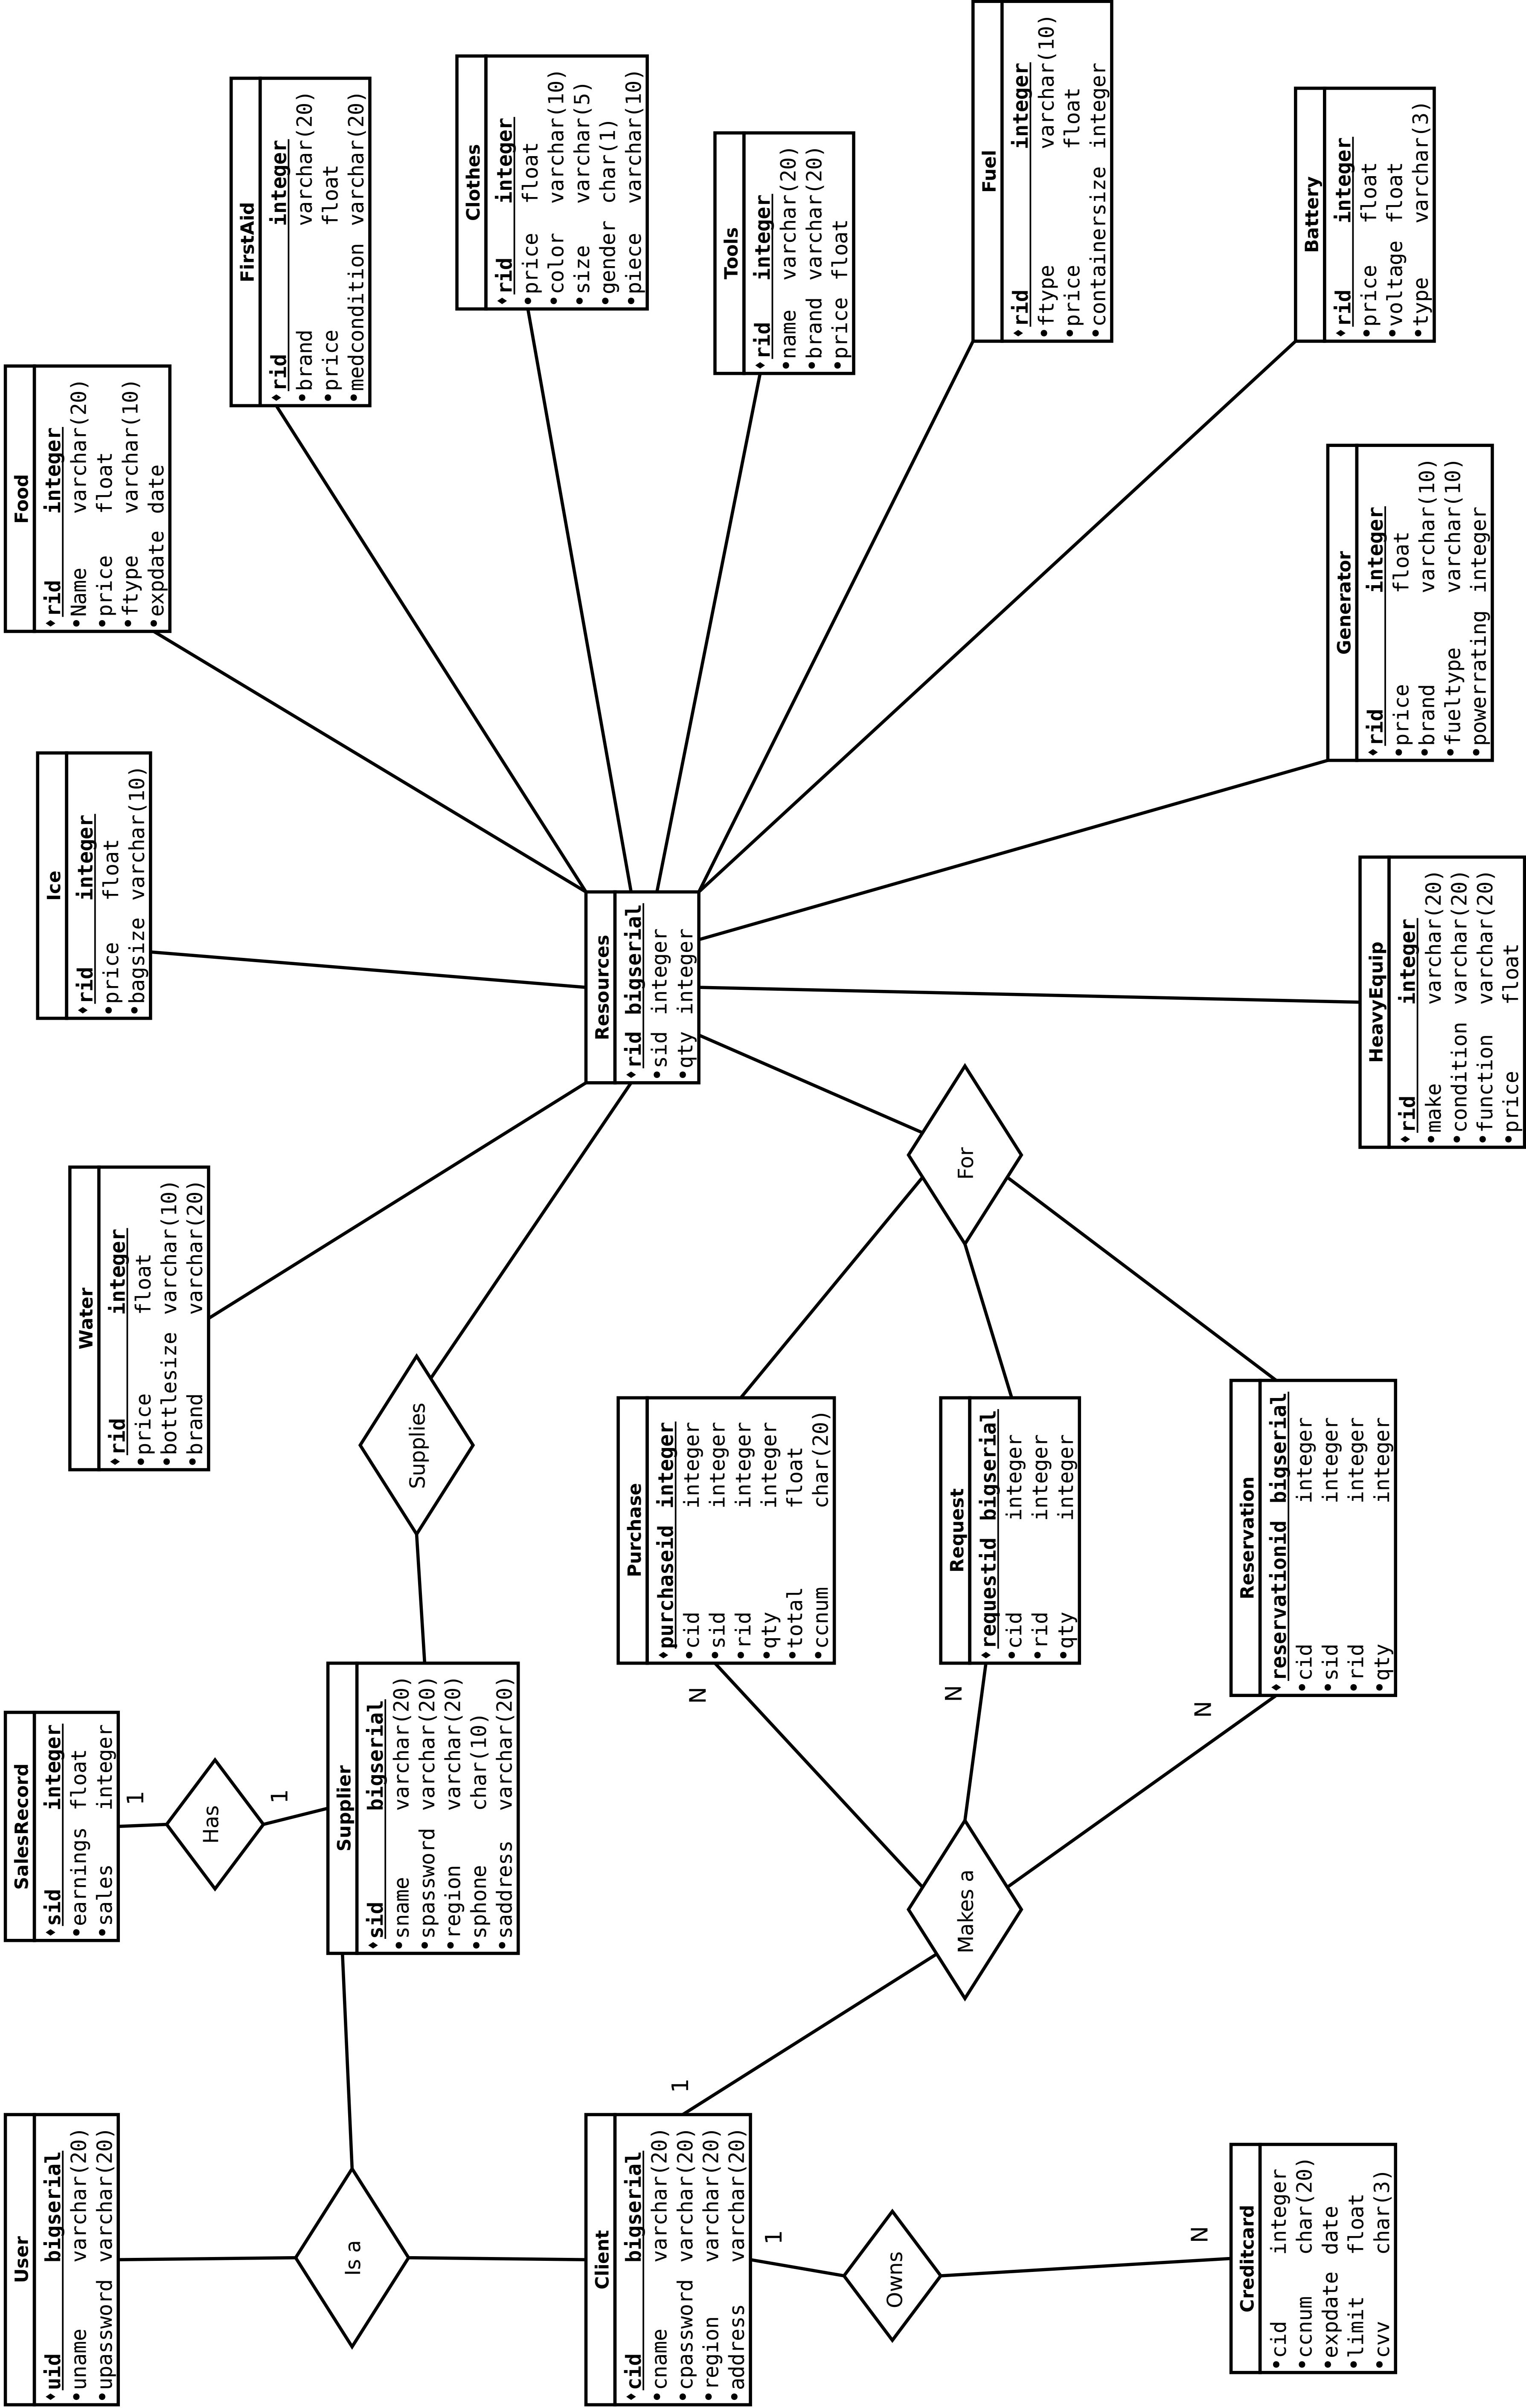 User
uid bigserial
uname varchar(20)
upassword varchar(20)
SalesRecord
sid integer
earnings float
sales integer
Water
rid integer
price float
bottlesize varchar(10)
brand varchar(20)
Ice
rid integer
price float
bagsize varchar(10)
Food
rid integer
Name varchar(20)
price float
ftype varchar(10)
expdate date
FirstAid
rid integer
brand varchar(20)
price float
medcondition varchar(20)
1
Has
1
Is a
Supplier
sid bigserial
sname varchar(20)
spassword varchar(20)
region varchar(20)
sphone char(10)
saddress varchar(20)
Supplies
Clothes
rid integer
price float
color varchar(10)
size varchar(5)
gender char(1)
piece varchar(10)
Client
cid bigserial
cname varchar(20)
cpassword varchar(20)
region varchar(20)
address varchar(20)
1
N
Purchase
purchaseid integer
cid integer
sid integer
rid integer
qty integer
total float
ccnum char(20)
Resources
rid bigserial
sid integer
qty integer
Tools
rid integer
name varchar(20)
brand varchar(20)
price float
1
Owns
N
Makes a
N
Request
requestid bigserial
cid integer
rid integer
qty integer
For
Fuel
rid integer
ftype varchar(10)
price float
containersize integer
Creditcard
cid integer
ccnum char(20)
expdate date
limit float
cvv char(3)
N
Reservation
reservationid bigserial
cid integer
sid integer
rid integer
qty integer
HeavyEquip
rid integer
make varchar(20)
condition varchar(20)
function varchar(20)
price float
Generator
rid integer
price float
brand varchar(10)
fueltype varchar(10)
powerrating integer
Battery
rid integer
price float
voltage float
type varchar(3)